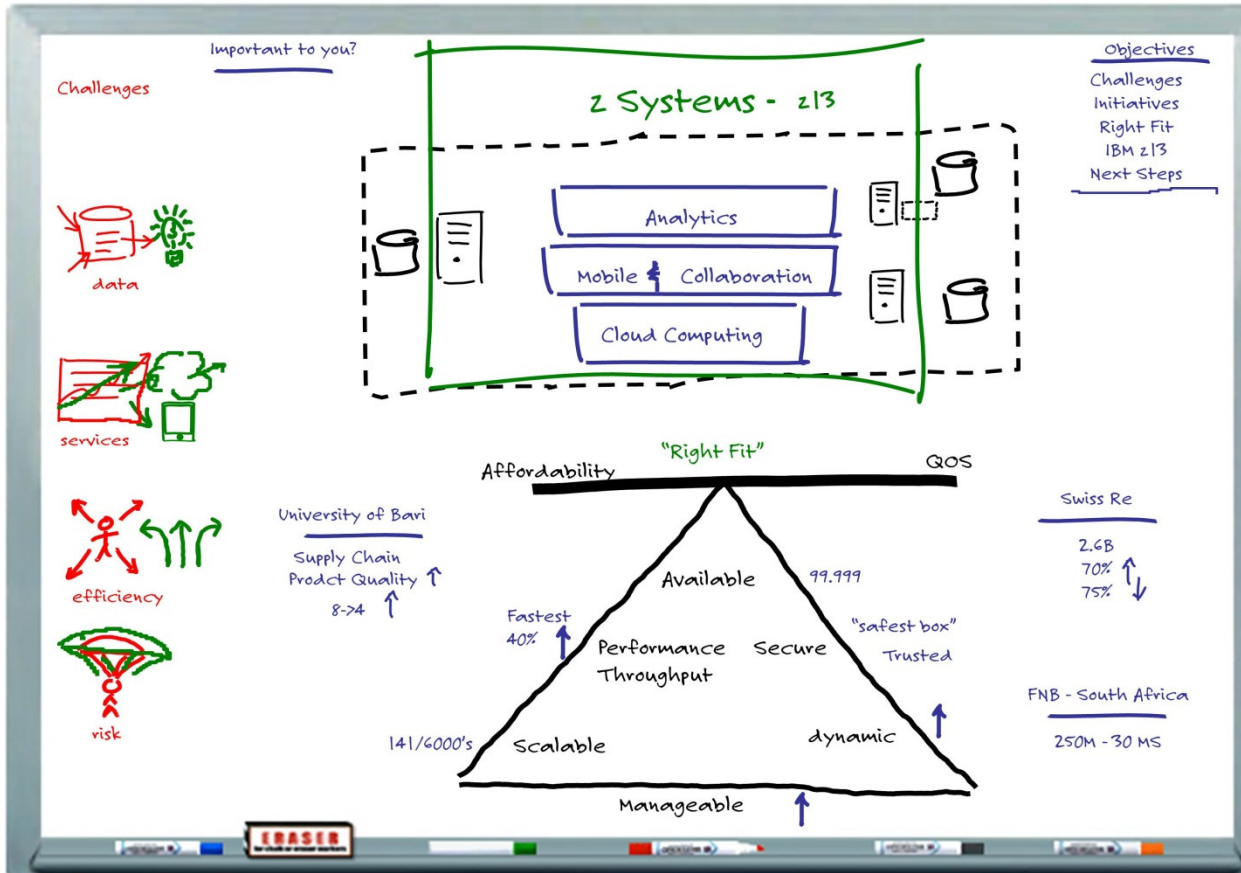 Important to you?
Challenges
data
services
efficiency
risk
z Systems - z13
Analytics
Mobile & Collaboration
Cloud Computing
Objectives
Challenges
Initiatives
Right Fit
IBM z13
Next Steps
"Right Fit"
Affordability
QOS
University of Bari
Supply Chain
Prodct Quality ↑
8->4 ↑
Fastest
40%
Available
99.999
Performance
Throughput
Secure
"safest box"
Trusted
141/6000's
Scalable
dynamic
Manageable
Swiss Re
2.6B
70% ↑
75% ↓
FNB - South Africa
250M - 30 MS
ERASER